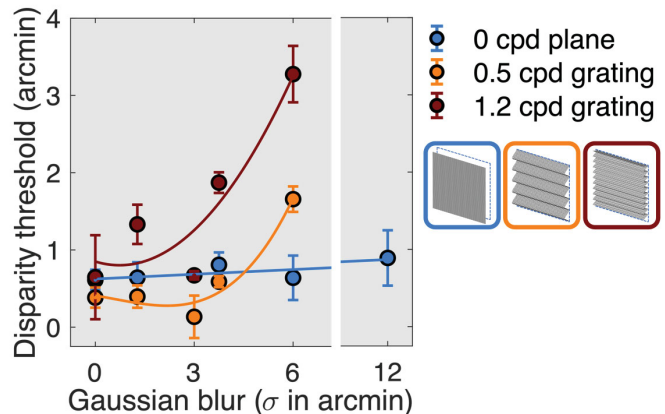 Disparity threshold (arcmin)
4
3
2
1
0
0
3
6
12
Gaussian blur (σ in arcmin)
0 cpd plane
0.5 cpd grating
1.2 cpd grating